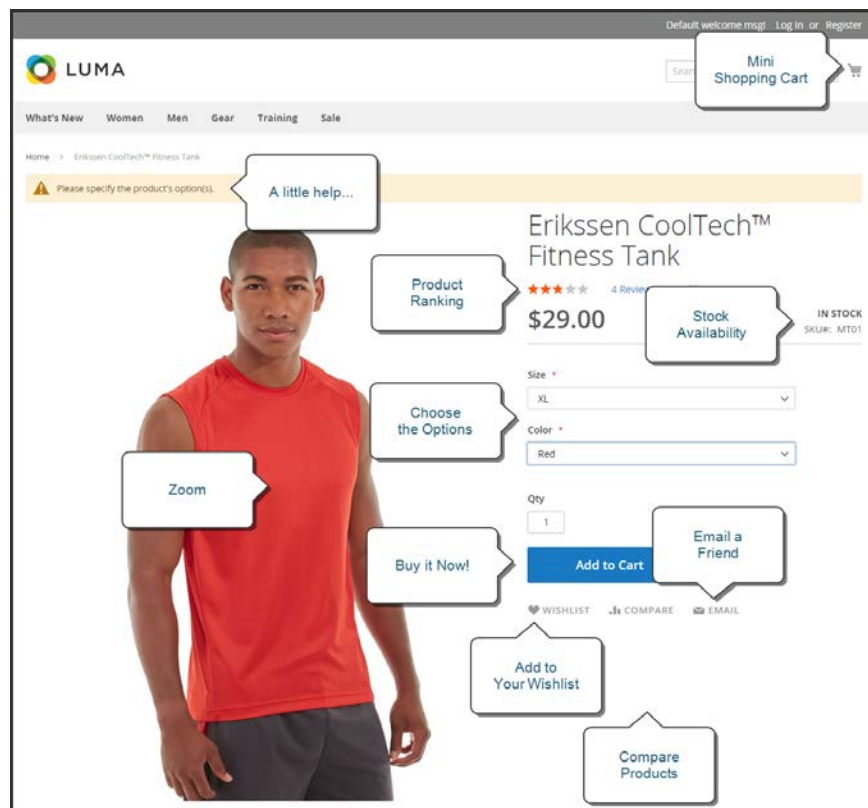 Default welcome msg! Log In or Register
LUMA
Sear
Mini
Shopping Cart
What's New Women Men Gear Training Sale
Home > Erikssen CoolTech™ Fitness Tank
Please specify the product's option(s).
A little help...
Erikssen CoolTech™
Fitness Tank
Product
Ranking
4 Review
$29.00
Stock
Availability
IN STOCK
SKU#: MT01
Size *
XL
Choose
the Options
Color *
Red
Zoom
Qty
1
Buy it Now!
Add to Cart
Email a
Friend
WISHLIST COMPARE EMAIL
Add to
Your Wishlist
Compare
Products